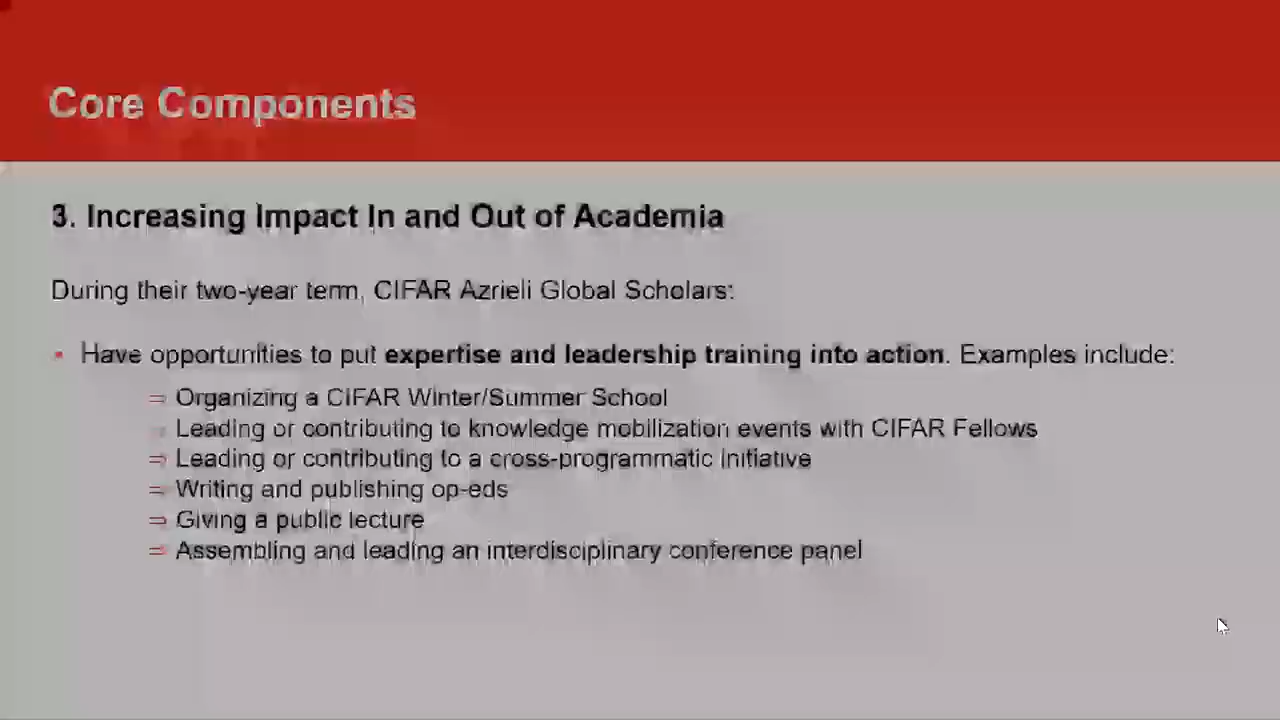 Core Components
3. Increasing Impact In and Out of Academia
During their two-year term, CIFAR Azrieli Global Scholars:
• Have opportunities to put expertise and leadership training into action. Examples include:
⇒ Organizing a CIFAR Winter/Summer School
⇒ Leading or contributing to knowledge mobilization events with CIFAR Fellows
⇒ Leading or contributing to a cross-programmatic initiative
⇒ Writing and publishing op-eds
⇒ Giving a public lecture
⇒ Assembling and leading an interdisciplinary conference panel